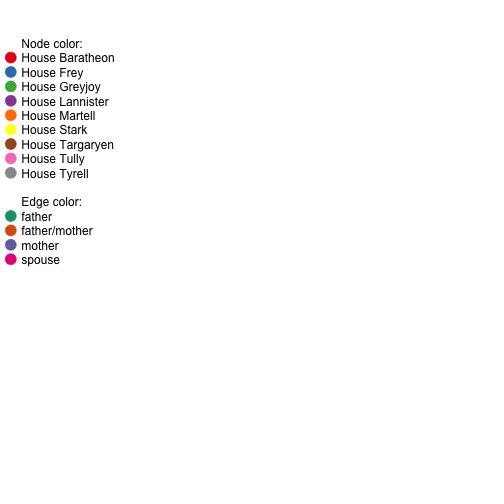 Node color:
House Baratheon
House Frey
House Greyjoy
House Lannister
House Martell
House Stark
House Targaryen
House Tully
House Tyrell
Edge color:
father
father/mother
mother
spouse